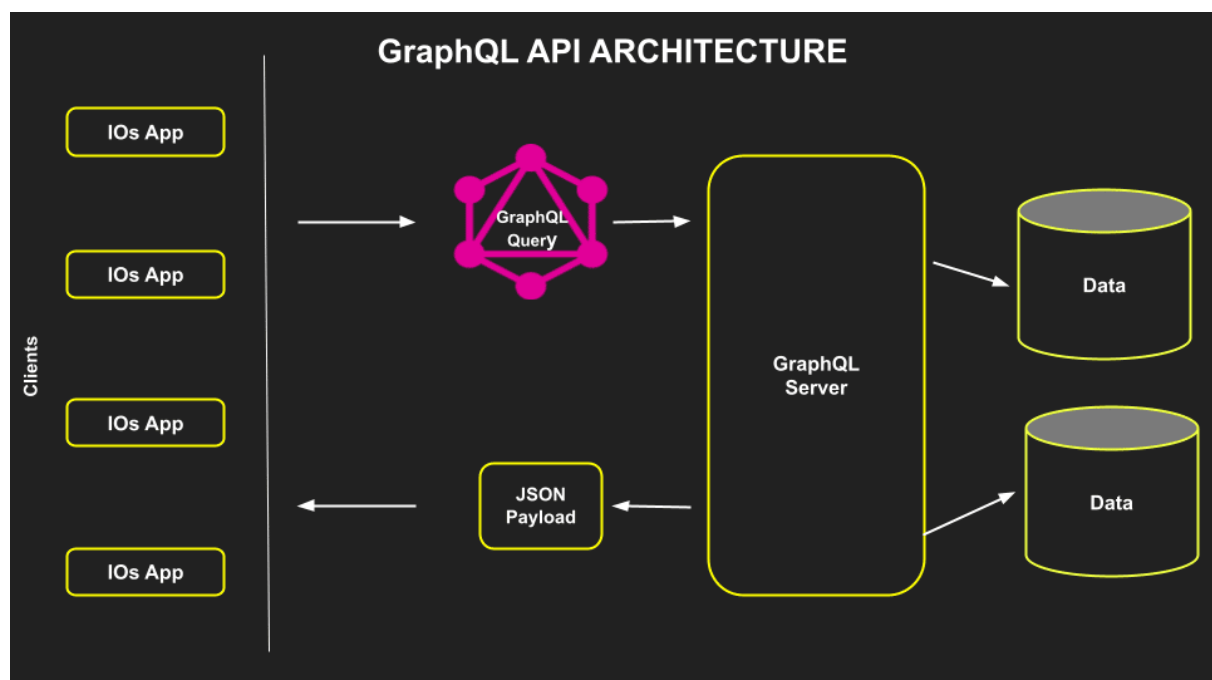 GraphQL API ARCHITECTURE
IOs App
IOs App
IOs App
IOs App
Clients
GraphQL
Query
GraphQL
Server
JSON
Payload
Data
Data